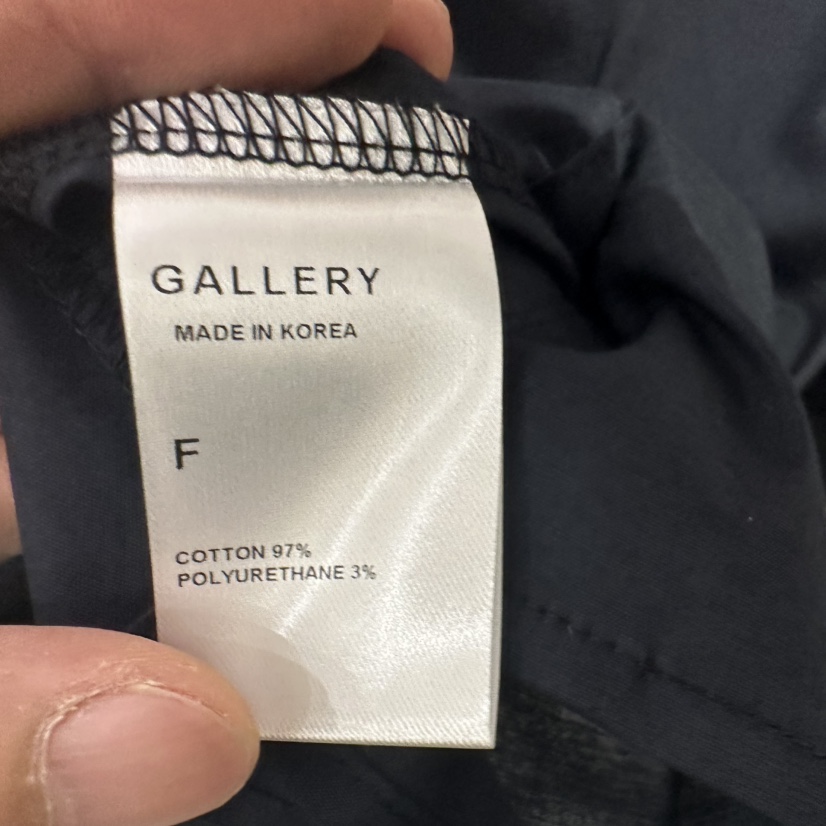 GALLERY
MADE IN KOREA
F
COTTON 97%
POLYURETHANE 3%